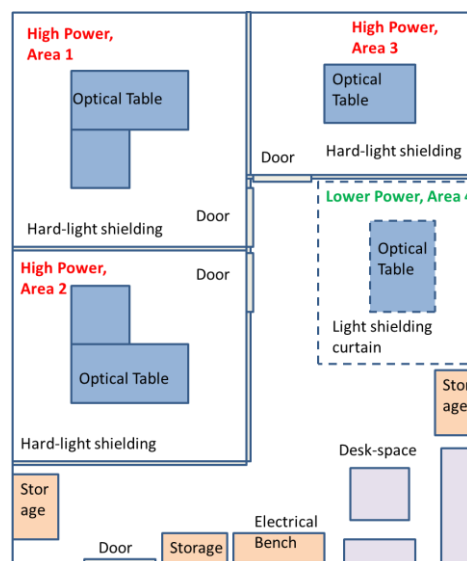 High Power,
Area 1
Optical Table
Hard-light shielding
Door
High Power,
Area 3
Optical
Table
Door
Hard-light shielding
Lower Power, Area 4
Optical
Table
Light shielding
curtain
High Power,
Area 2
Door
Optical Table
Hard-light shielding
Stor
age
Desk-space
Stor
age
Door
Storage
Electrical
Bench